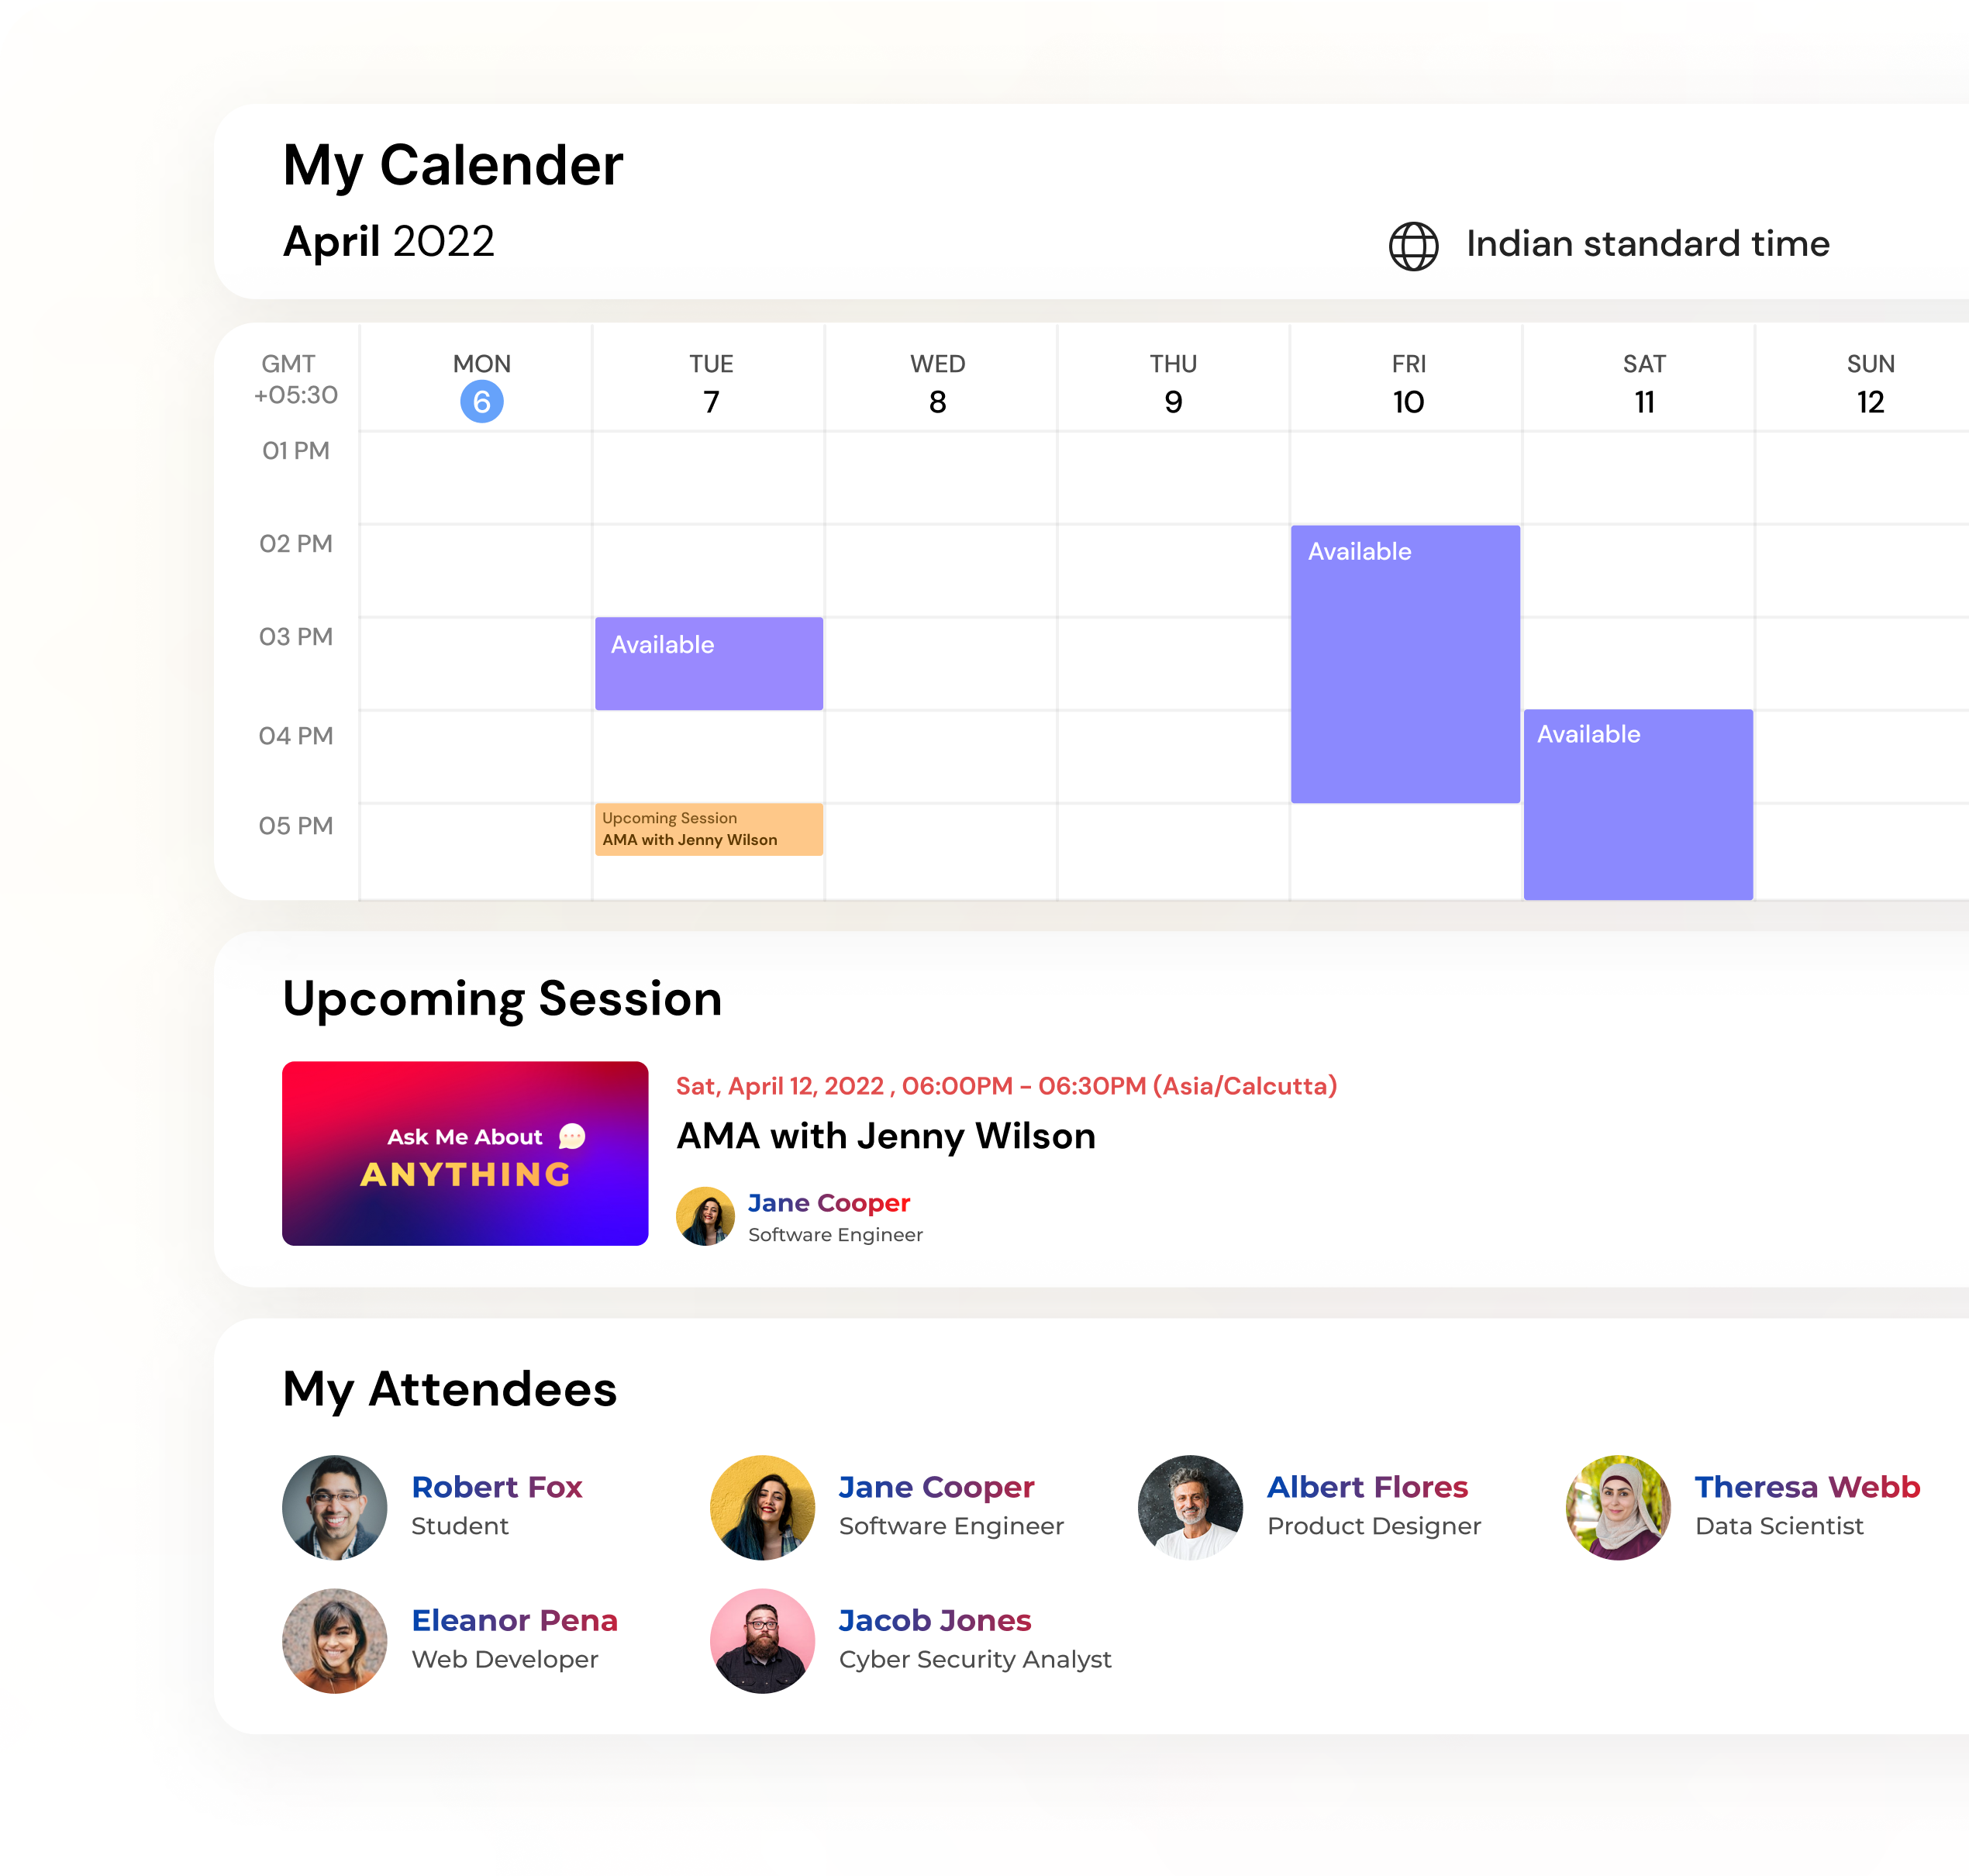 My Calender
April 2022
Indian standard time
GMT
+05:30
MON
6
TUE
7
WED
8
THU
9
FRI
10
SAT
11
SUN
12
01 PM
02 PM
Available
03 PM
Available
04 PM
Available
05 PM
Upcoming Session
AMA with Jenny Wilson
Upcoming Session
Ask Me About
ANYTHING
Sat, April 12, 2022 , 06:00PM - 06:30PM (Asia/Calcutta)
AMA with Jenny Wilson
Jane Cooper
Software Engineer
My Attendees
Robert Fox
Student
Jane Cooper
Software Engineer
Albert Flores
Product Designer
Theresa Webb
Data Scientist
Eleanor Pena
Web Developer
Jacob Jones
Cyber Security Analyst